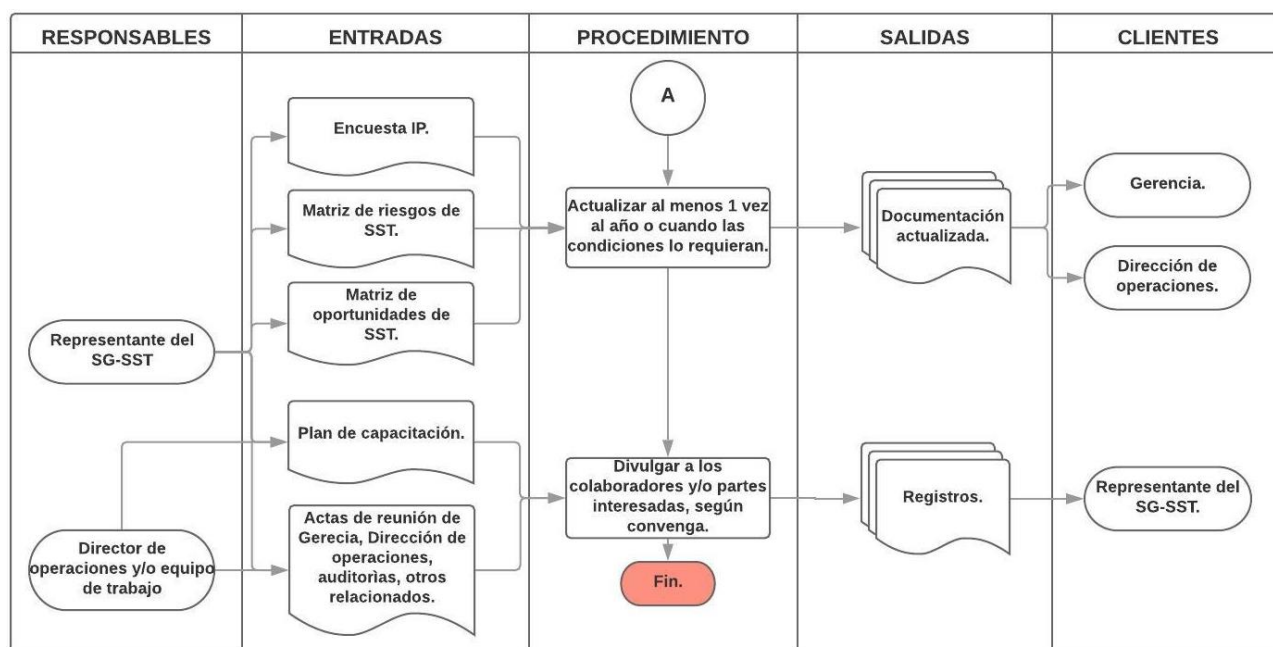 RESPONSABLES
ENTRADAS
PROCEDIMIENTO
SALIDAS
CLIENTES
A
Encuesta IP.
Matriz de riesgos de
SST.
Matriz de
oportunidades de
SST.
Representante del
SG-SST
Actualizar al menos 1 vez
al año o cuando las
condiciones lo requieran.
Documentación
actualizada.
Gerencia.
Dirección de
operaciones.
Plan de capacitación.
Director de
operaciones y/o equipo
de trabajo
Actas de reunión de
Gerecia, Dirección de
operaciones,
auditorìas, otros
relacionados.
Divulgar a los
colaboradores y/o partes
interesadas, según
convenga.
Registros.
Representante del
SG-SST.
Fin.